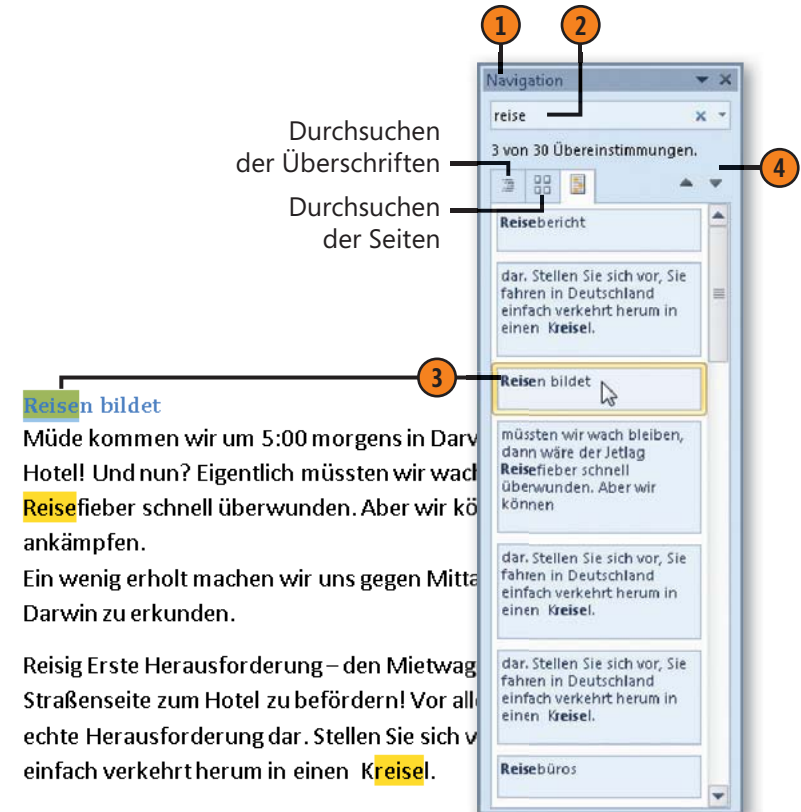 1
2
Navigation
reise
3 von 30 Übereinstimmungen.
4
Durchsuchen
der Überschriften
Durchsuchen
der Seiten
Reisebericht
dar. Stellen Sie sich vor, Sie
fahren in Deutschland
einfach verkehrt herum in
einen Kreisel.
3
Reisen bildet
müssten wir wach bleiben,
dann wäre der Jetlag
Reisefieber schnell
überwunden. Aber wir
können
dar. Stellen Sie sich vor, Sie
fahren in Deutschland
einfach verkehrt herum in
einen Kreisel.
dar. Stellen Sie sich vor, Sie
fahren in Deutschland
einfach verkehrt herum in
einen Kreisel.
Reisebüros
Reisen bildet
Müde kommen wir um 5:00 morgens in Darv
Hotel! Und nun? Eigentlich müssten wir wacl
Reisefieber schnell überwunden. Aber wir kö
ankämpfen.
Ein wenig erholt machen wir uns gegen Mitta
Darwin zu erkunden.
Reisig Erste Herausforderung – den Mietwag
Straßenseite zum Hotel zu befördern! Vor all
echte Herausforderung dar. Stellen Sie sich v
einfach verkehrt herum in einen Kreisel.